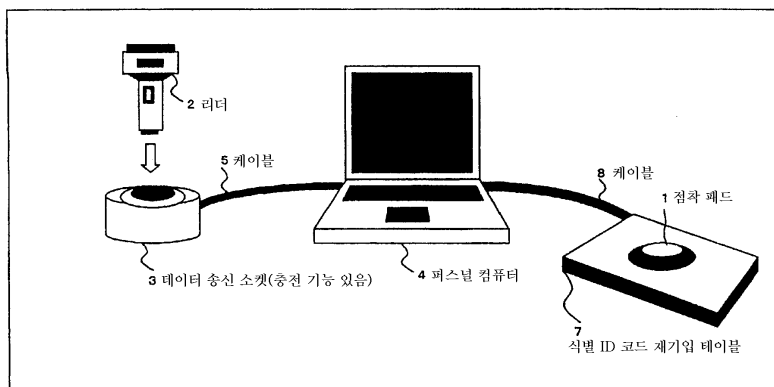 2 리더
5 케이블
8 케이블
1 점착 패드
3 데이터 송신 소켓(충전 기능 있음)
4 퍼스널 컴퓨터
7
식별 ID 코드 재기입 테이블